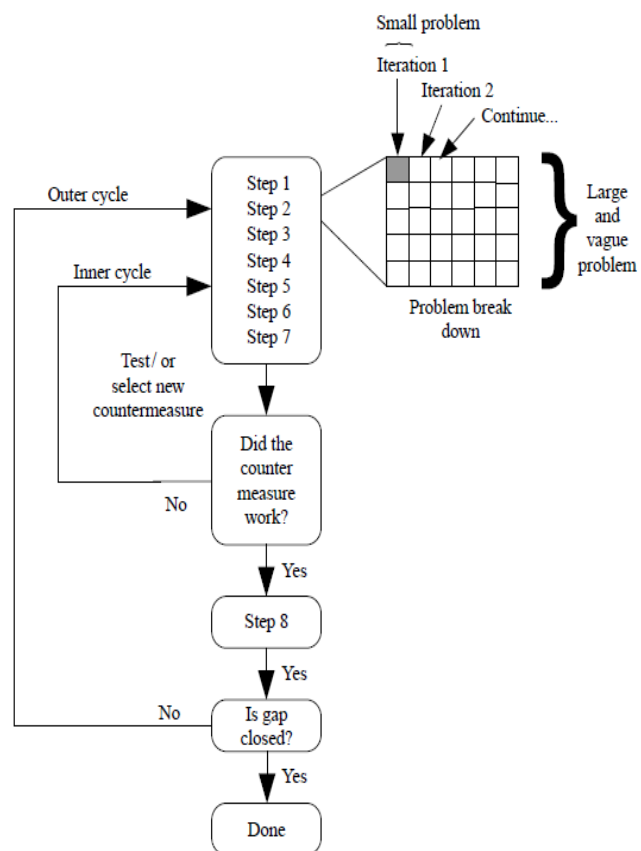 Small problem
Iteration 1
Iteration 2
Continue...
Step 1
Step 2
Step 3
Step 4
Step 5
Step 6
Step 7
Outer cycle
Inner cycle
Large
and
vague
problem
Problem break
down
Test/ or
select new
countermeasure
Did the
counter
measure
work?
No
Yes
Step 8
Yes
No
Is gap
closed?
Yes
Done